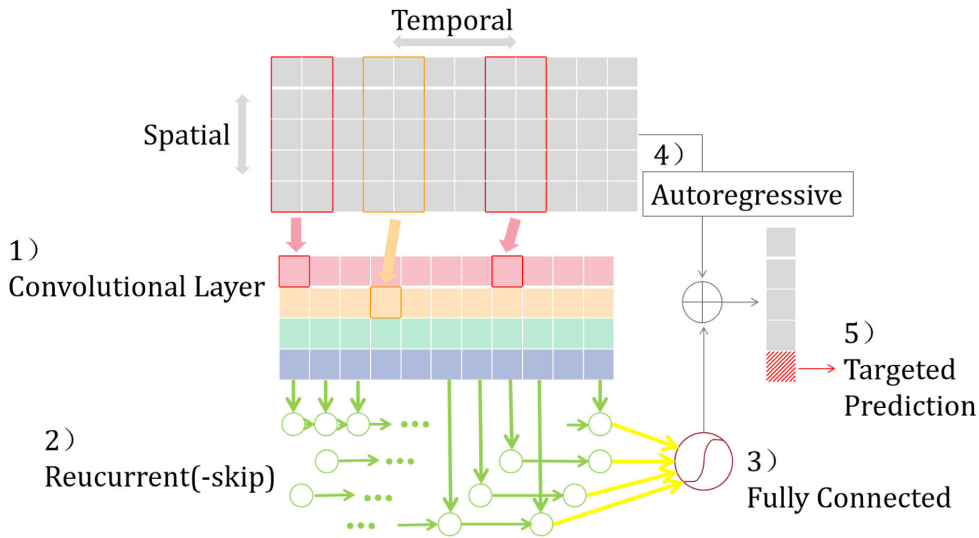 Temporal
Spatial
4）
Autoregressive
1）
Convolutional Layer
5）
Targeted
Prediction
2）
Reucurrent(-skip)
3）
Fully Connected